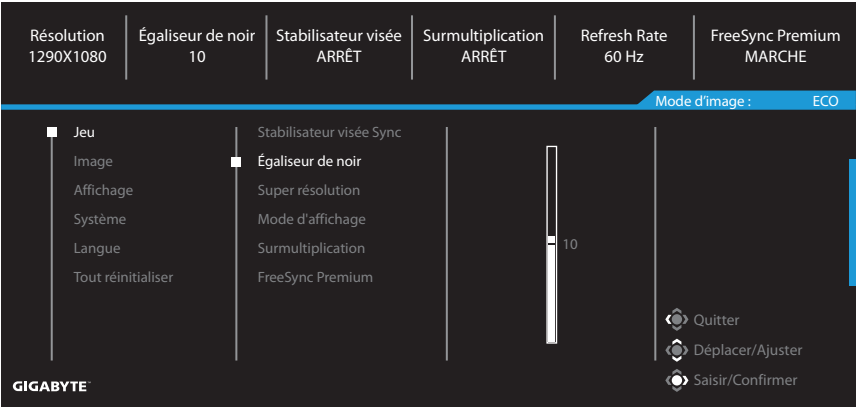 Résolution
1290X1080
Égaliseur de noir
10
Stabilisateur visée
ARRÊT
Surmultiplication
ARRÊT
Refresh Rate
60 Hz
FreeSync Premium
MARCHE
Mode d'image : ECO
Jeu
Image
Affichage
Système
Langue
Tout réinitialiser
Stabilisateur visée Sync
Égaliseur de noir
Super résolution
Mode d'affichage
Surmultiplication
FreeSync Premium
10
Quitter
Déplacer/Ajuster
Saisir/Confirmer
GIGABYTE™